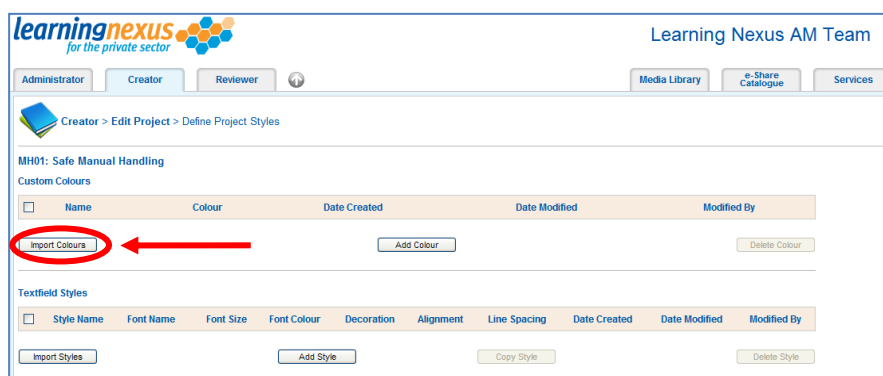 learningnexus
for the private sector
Learning Nexus AM Team
Administrator Creator Reviewer Media Library e-Share Catalogue Services
Creator > Edit Project > Define Project Styles
MH01: Safe Manual Handling
Custom Colours
Name Colour Date Created Date Modified Modified By
Import Colours Add Colour Delete Colour
Textfield Styles
Style Name Font Name Font Size Font Colour Decoration Alignment Line Spacing Date Created Date Modified Modified By
Import Styles Add Style Copy Style Delete Style